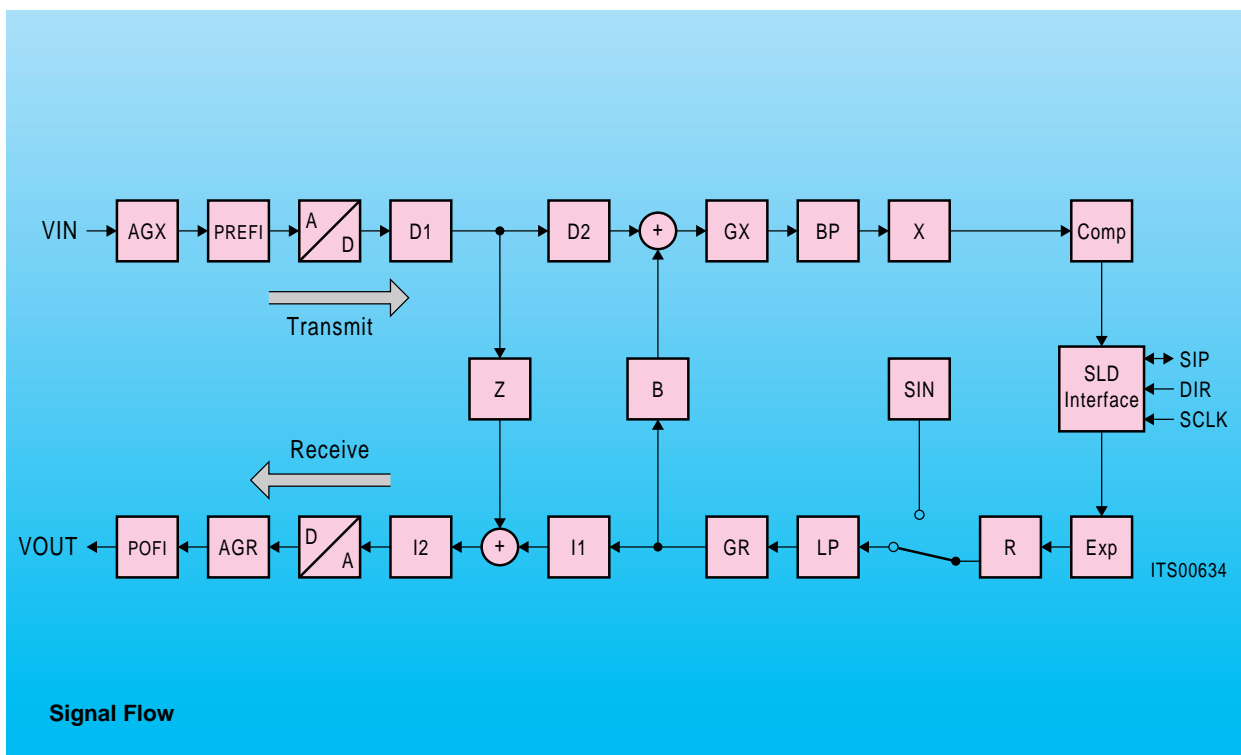 VIN
AGX
PREFI
A
D
D1
D2
+
GX
BP
X
Comp
Transmit
Z
B
SIN
SLD
Interface
SIP
DIR
SCLK
Receive
VOUT
POFI
AGR
D
A
I2
+
I1
GR
LP
R
Exp
ITS00634
Signal Flow